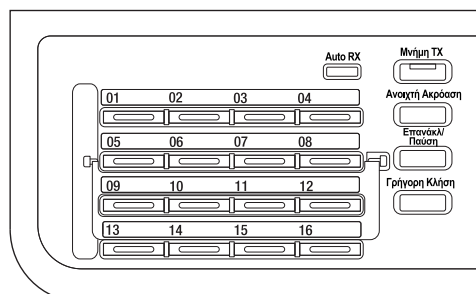 Auto RX
Μνήμη TX
01 02 03 04
Ανοιχτή Ακρόαση
05 06 07 08
Επανάκλ/
Παύση
09 10 11 12
Γρήγορη Κλήση
13 14 15 16